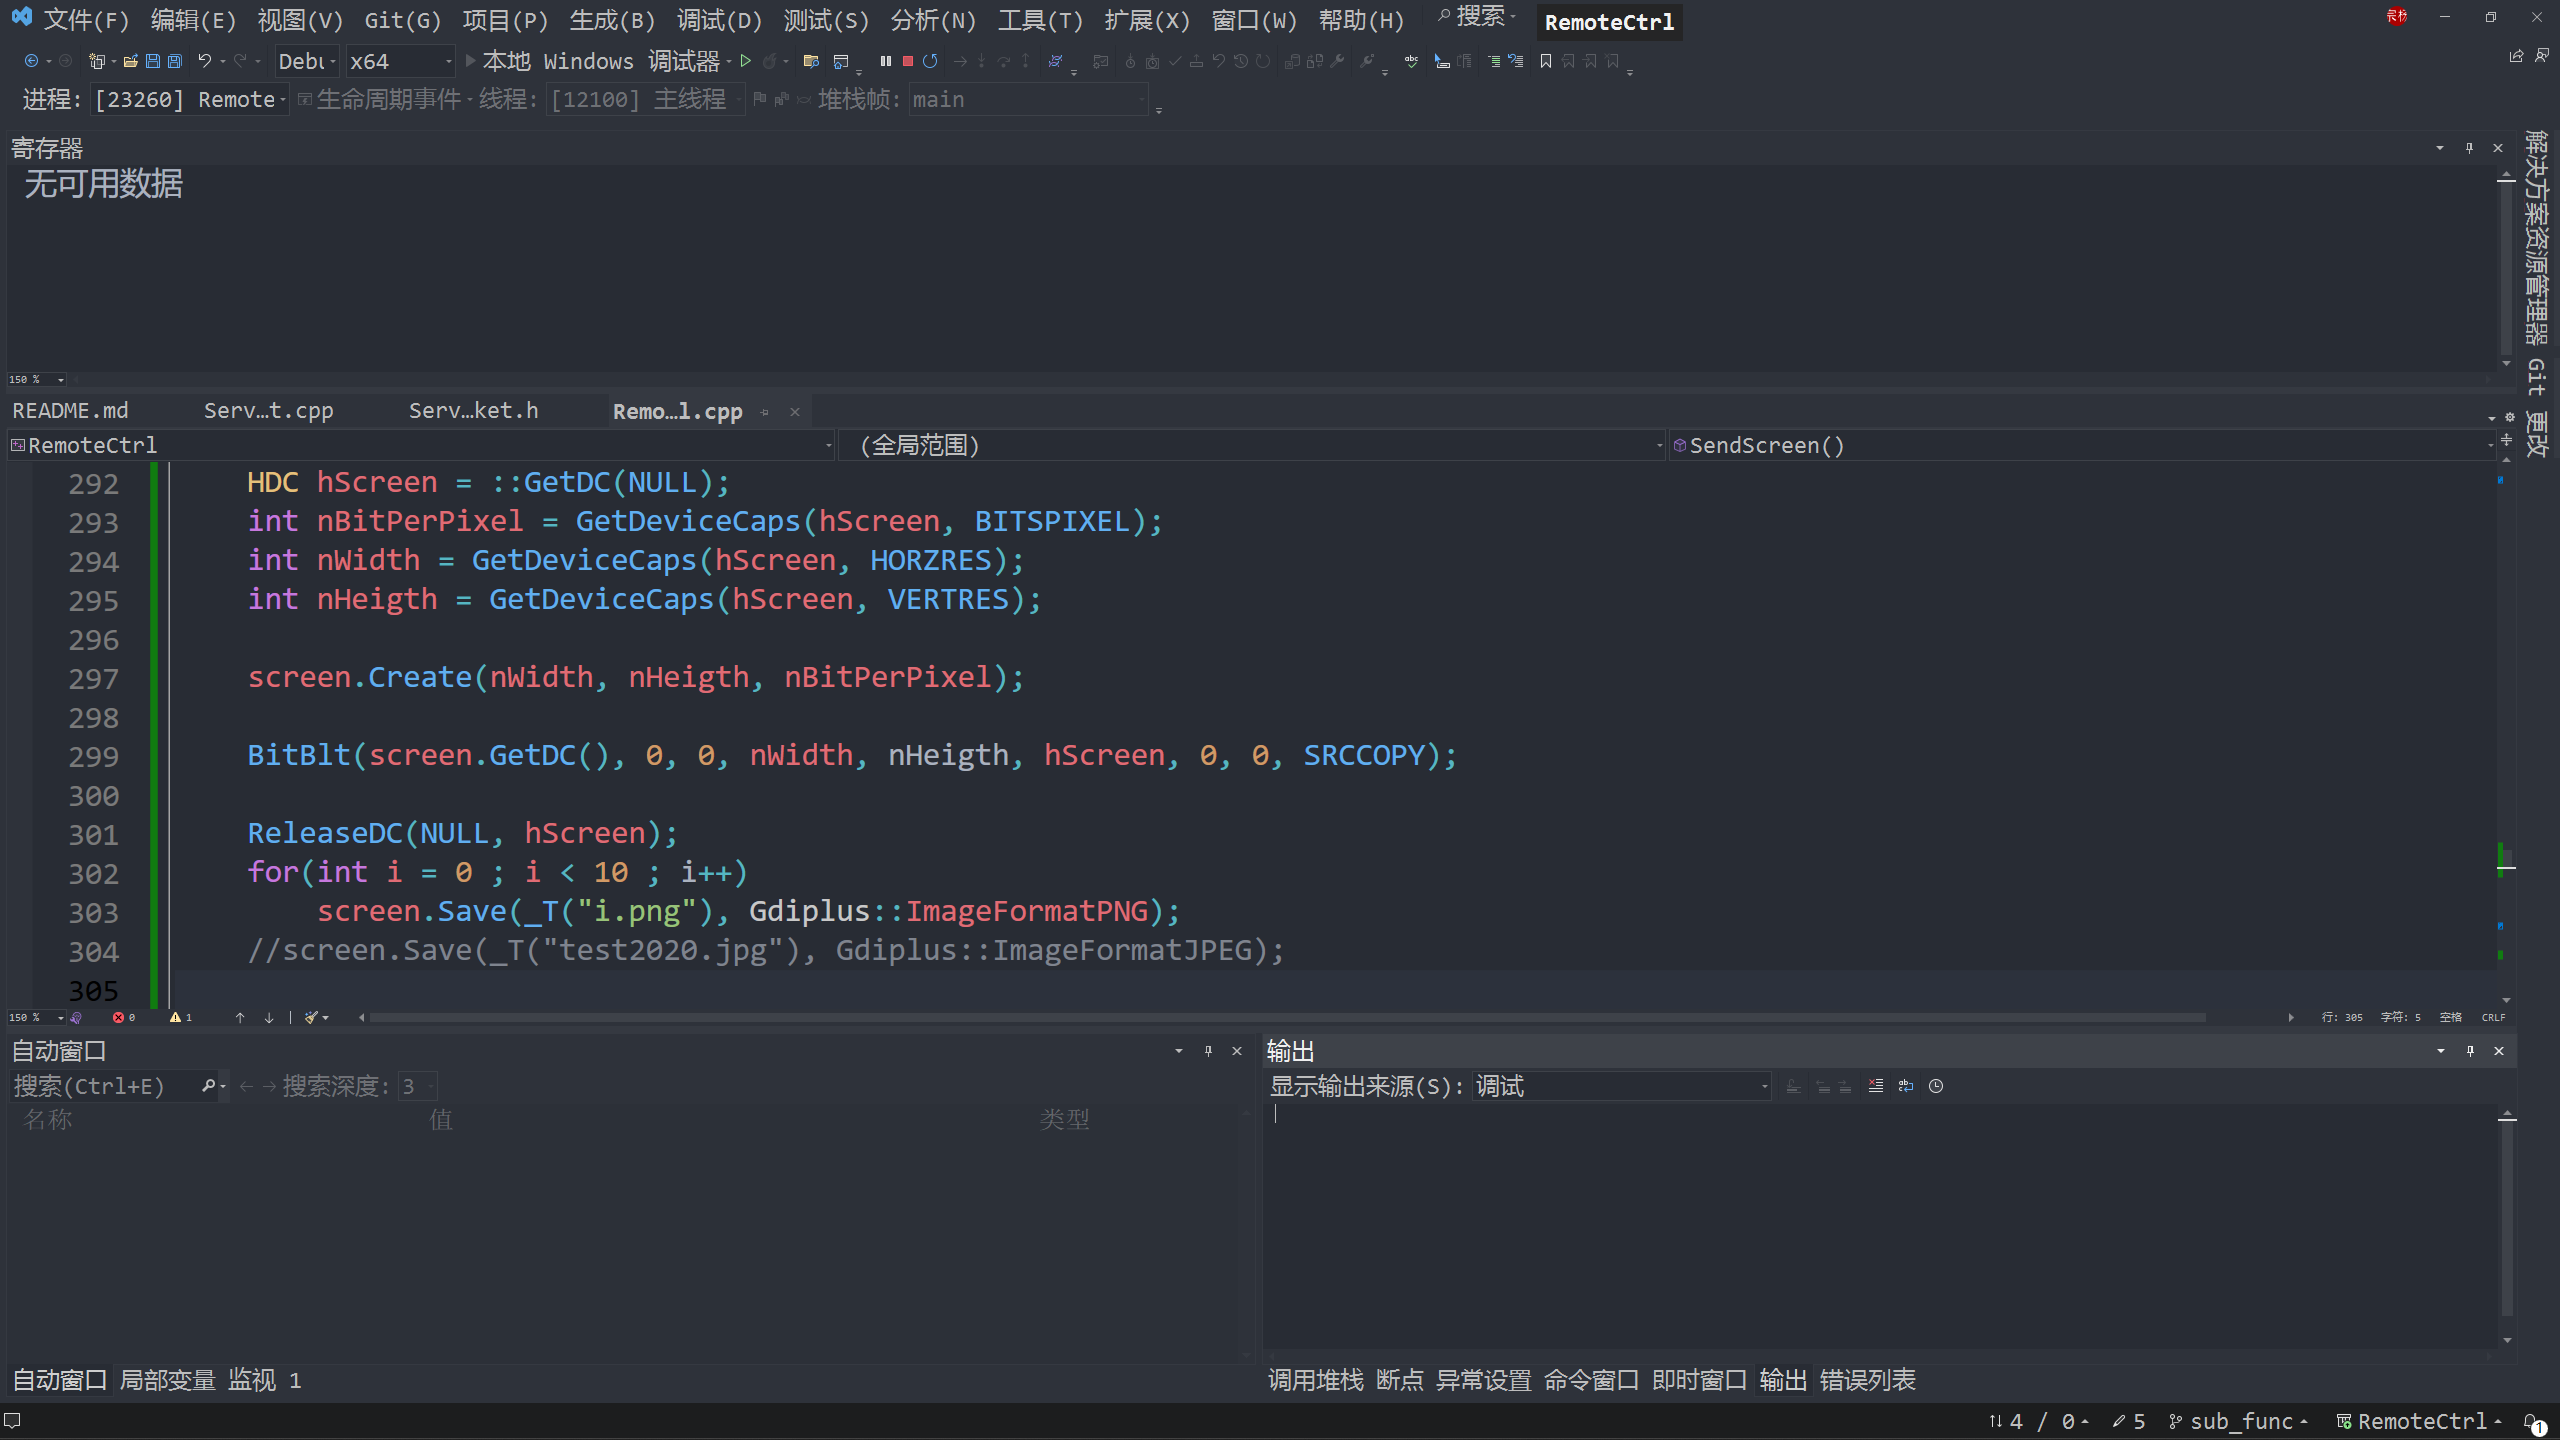 文件(F) 编辑(E) 视图(V) Git(G) 项目(P) 生成(B) 调试(D) 测试(S) 分析(N) 工具(T) 扩展(X) 窗口(W) 帮助(H) 搜索 RemoteCtrl
Debu x64 本地 Windows 调试器
进程: [23260] Remote 生命周期事件 线程: [12100] 主线程 堆栈帧: main
寄存器
无可用数据
150 %
README.md Serv…t.cpp Serv…ket.h Remo…l.cpp
RemoteCtrl (全局范围) SendScreen()
292 HDC hScreen = ::GetDC(NULL);
293 int nBitPerPixel = GetDeviceCaps(hScreen, BITSPIXEL);
294 int nWidth = GetDeviceCaps(hScreen, HORZRES);
295 int nHeigth = GetDeviceCaps(hScreen, VERTRES);
296
297 screen.Create(nWidth, nHeigth, nBitPerPixel);
298
299 BitBlt(screen.GetDC(), 0, 0, nWidth, nHeigth, hScreen, 0, 0, SRCCOPY);
300
301 ReleaseDC(NULL, hScreen);
302 for(int i = 0 ; i < 10 ; i++)
303 screen.Save(_T("i.png"), Gdiplus::ImageFormatPNG);
304 //screen.Save(_T("test2020.jpg"), Gdiplus::ImageFormatJPEG);
305
150 % 0 1 行: 305 字符: 5 空格 CRLF
自动窗口
搜索(Ctrl+E) 搜索深度: 3
名称 值 类型
自动窗口 局部变量 监视 1
输出
显示输出来源(S): 调试
调用堆栈 断点 异常设置 命令窗口 即时窗口 输出 错误列表
4 / 0 5 sub_func RemoteCtrl 1
解决方案资源管理器
Git 更改